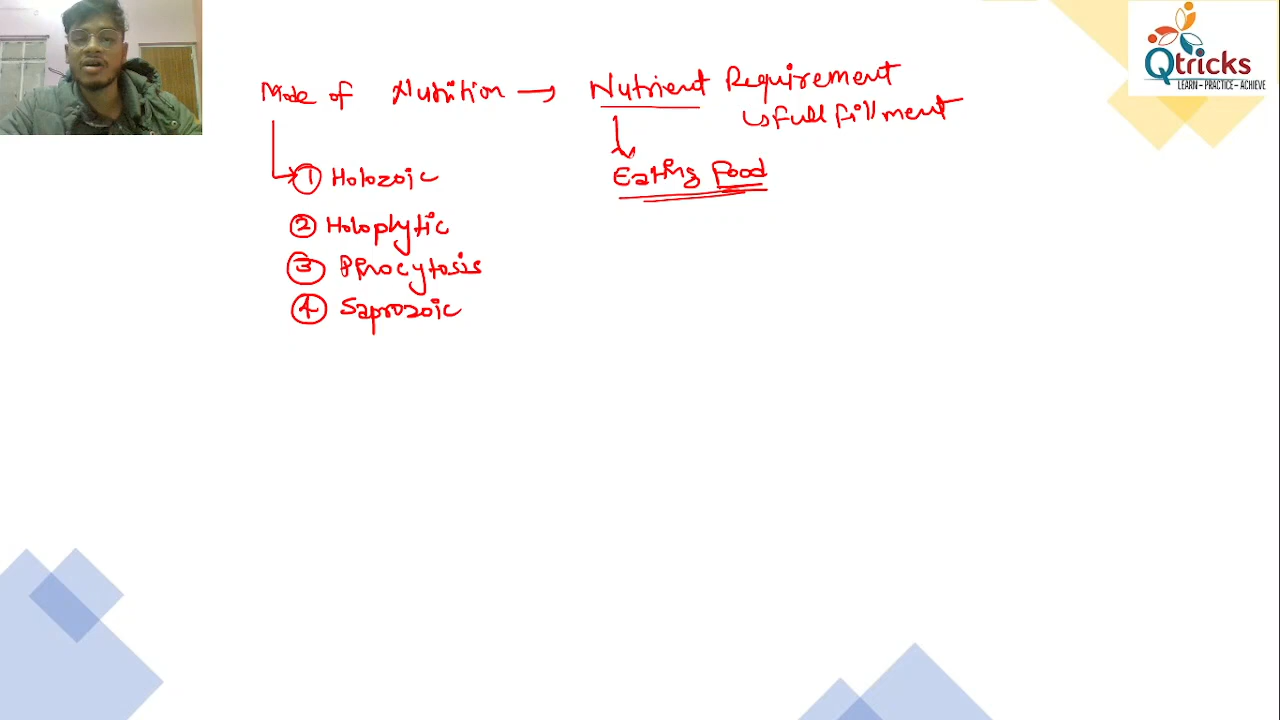 Mode of Nutrition → Nutrient Requirement
↳ Full fillment
Eating Food
① Holozoic
② Holophytic
③ Phrocytosis
④ Saprozoic
Qtricks
LEARN – PRACTICE – ACHIEVE